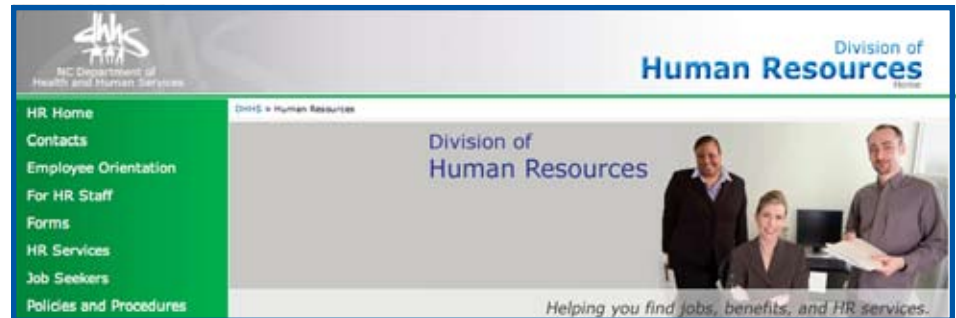 dhhs
NC Department of
Health and Human Services
Division of
Human Resources
Home
HR Home
Contacts
Employee Orientation
For HR Staff
Forms
HR Services
Job Seekers
Policies and Procedures
DHHS » Human Resources
Division of
Human Resources
Helping you find jobs, benefits, and HR services.